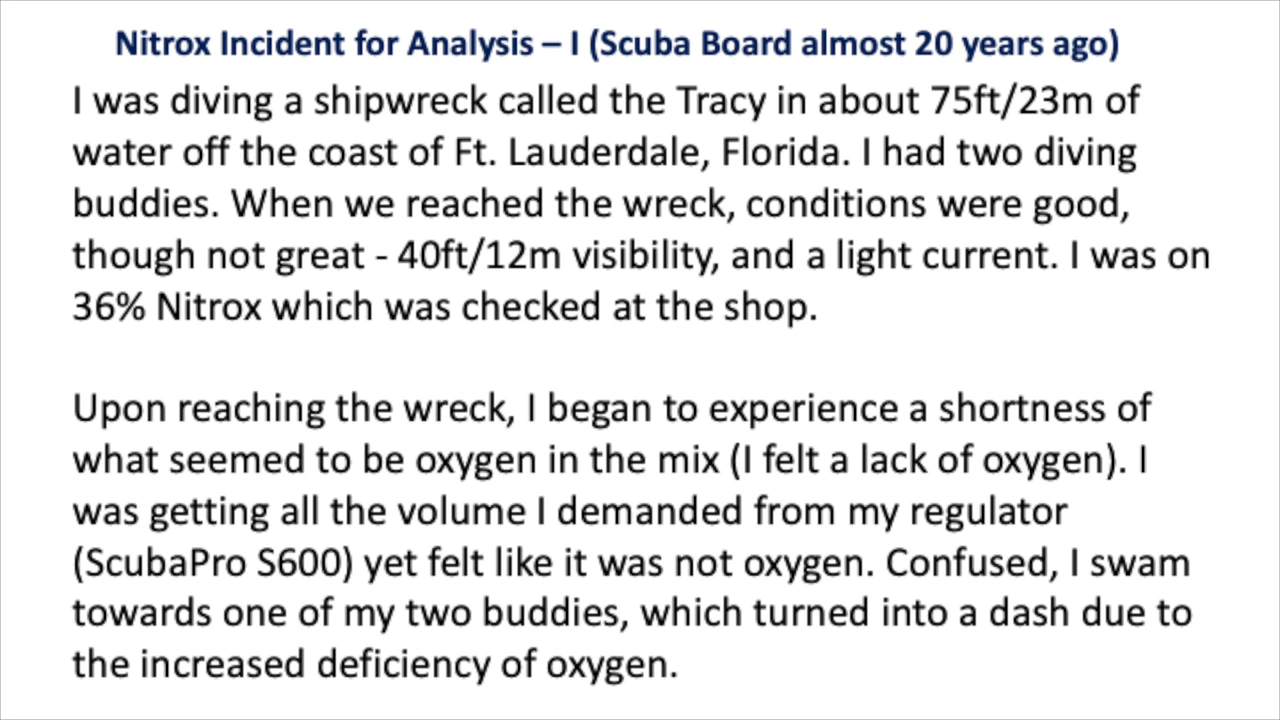 Nitrox Incident for Analysis – I (Scuba Board almost 20 years ago)
I was diving a shipwreck called the Tracy in about 75ft/23m of
water off the coast of Ft. Lauderdale, Florida. I had two diving
buddies. When we reached the wreck, conditions were good,
though not great - 40ft/12m visibility, and a light current. I was on
36% Nitrox which was checked at the shop.
Upon reaching the wreck, I began to experience a shortness of
what seemed to be oxygen in the mix (I felt a lack of oxygen). I
was getting all the volume I demanded from my regulator
(ScubaPro S600) yet felt like it was not oxygen. Confused, I swam
towards one of my two buddies, which turned into a dash due to
the increased deficiency of oxygen.